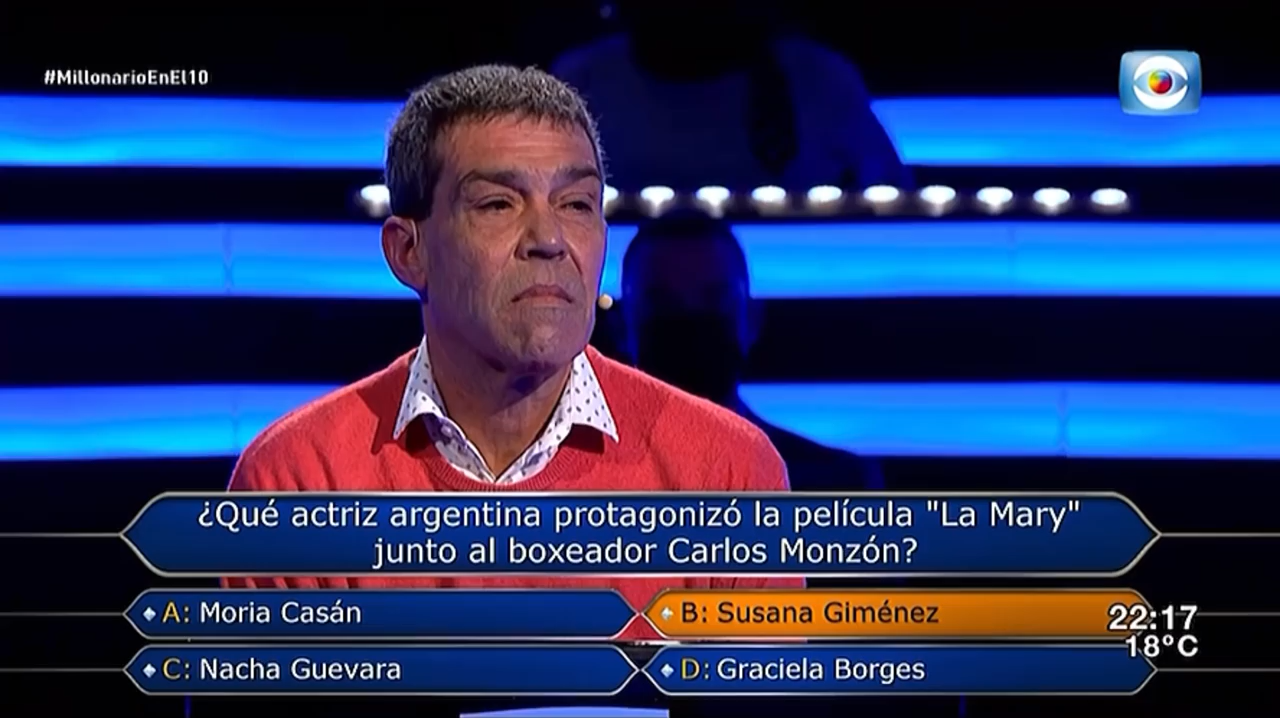 #MillonarioEnEl10
¿Qué actriz argentina protagonizó la película "La Mary"
junto al boxeador Carlos Monzón?
A: Moria Casán
B: Susana Giménez
C: Nacha Guevara
D: Graciela Borges
22:17
18°C